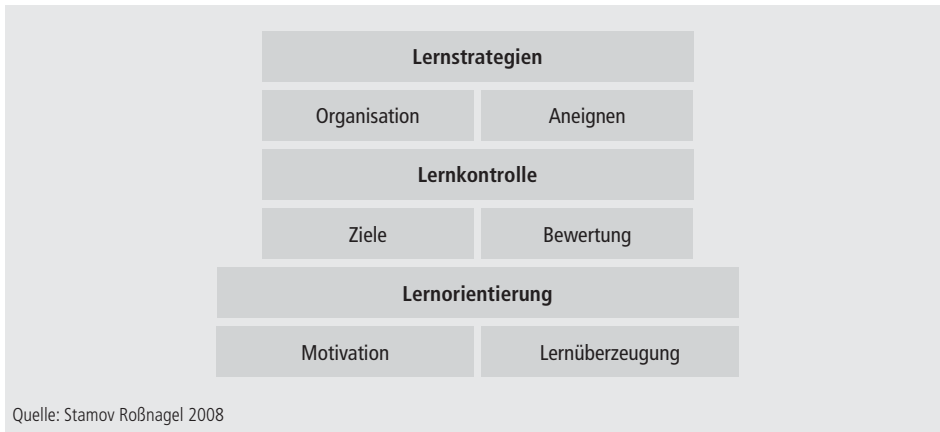 Lernstrategien
Organisation Aneignen
Lernkontrolle
Ziele Bewertung
Lernorientierung
Motivation Lernüberzeugung
Quelle: Stamov Roßnagel 2008